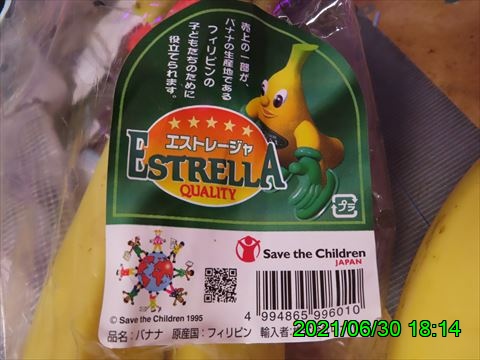 売上の一部が、
バナナの生産地である
フィリピンの
子どもたちのために
役立てられます。
エストレージャ
ESTRELLA
QUALITY
プラ
Save the Children
JAPAN
© Save the Children 1995
4 994865 996010
品名：バナナ 原産国：フィリピン 輸入者：
2021/06/30 18:14